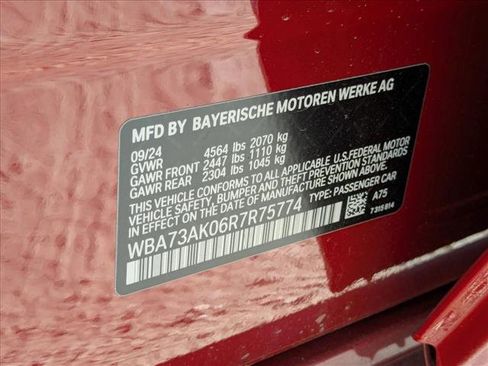 MFD BY BAYERISCHE MOTOREN WERKE AG
09/24
GVWR 4564 lbs 2070 kg
GAWR FRONT 2447 lbs 1110 kg
GAWR REAR 2304 lbs 1045 kg
THIS VEHICLE CONFORMS TO ALL APPLICABLE U.S.FEDERAL MOTOR
VEHICLE SAFETY, BUMPER AND THEFT PREVENTION STANDARDS
IN EFFECT ON THE DATE OF MANUFACTURE SHOWN ABOVE.
WBA73AK06R7R75774 TYPE: PASSENGER CAR
A75
7 315 814